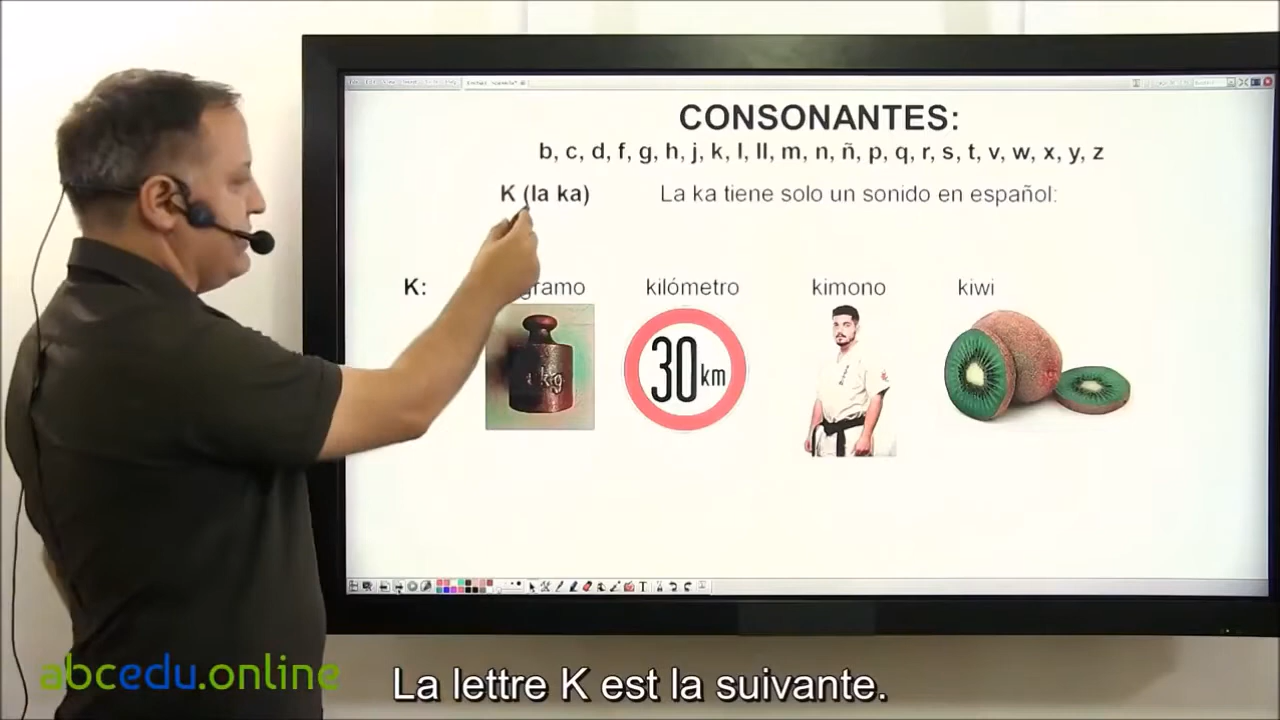 CONSONANTES:
b, c, d, f, g, h, j, k, l, ll, m, n, ñ, p, q, r, s, t, v, w, x, y, z
K (la ka) La ka tiene solo un sonido en español:
K: gramo kilómetro kimono kiwi
1kg 30 km
abcedu.online
La lettre K est la suivante.